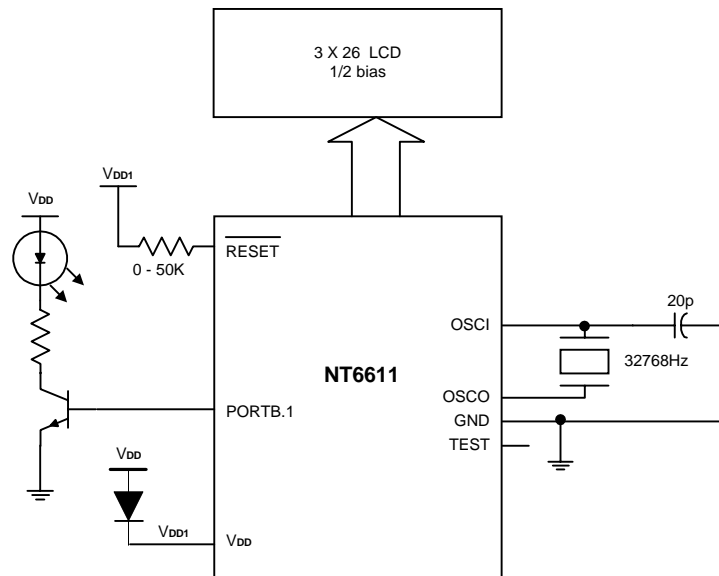 3 X 26 LCD
1/2 bias
VDD1
VDD
RESET
0 - 50K
20p
OSCI
32768Hz
NT6611
OSCO
PORTB.1
GND
TEST
VDD
VDD1
VDD